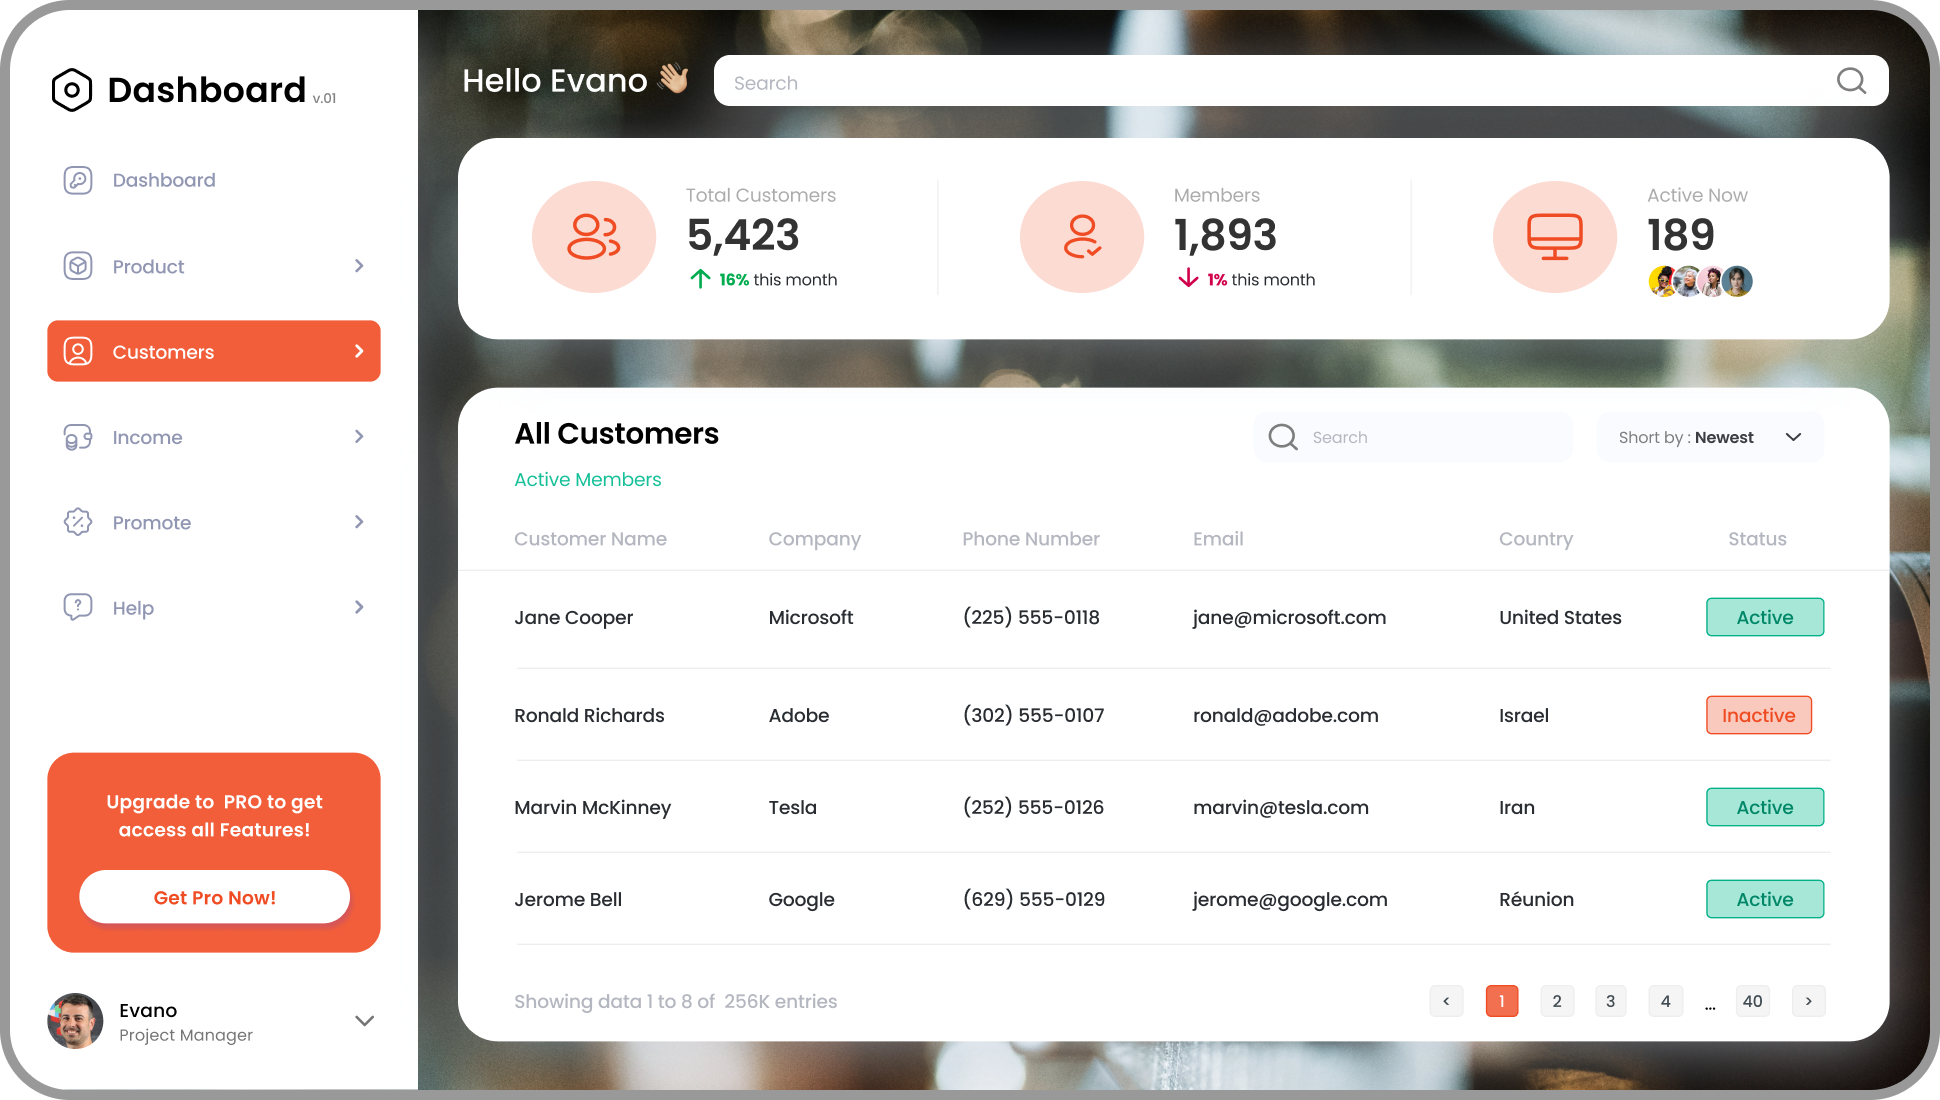 Dashboard v.01
Dashboard
Product
Customers
Income
Promote
Help
Upgrade to PRO to get
access all Features!
Get Pro Now!
Evano
Project Manager
Hello Evano 👋🏼
Search
Total Customers
5,423
16% this month
Members
1,893
1% this month
Active Now
189
All Customers
Active Members
Search
Short by : Newest
Customer Name Company Phone Number Email Country Status
Jane Cooper Microsoft (225) 555-0118 jane@microsoft.com United States Active
Ronald Richards Adobe (302) 555-0107 ronald@adobe.com Israel Inactive
Marvin McKinney Tesla (252) 555-0126 marvin@tesla.com Iran Active
Jerome Bell Google (629) 555-0129 jerome@google.com Réunion Active
Showing data 1 to 8 of 256K entries
< 1 2 3 4 ... 40 >